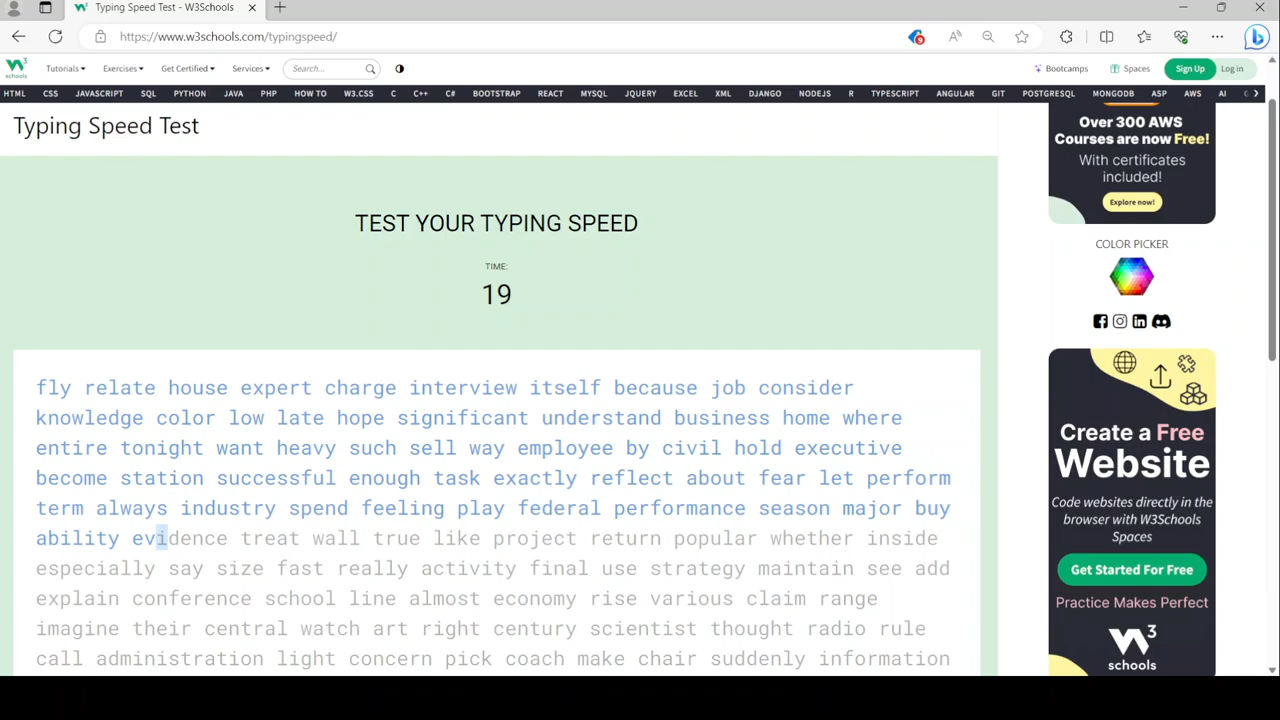 Typing Speed Test - W3Schools
https://www.w3schools.com/typingspeed/
9
W3 schools
Tutorials
Exercises
Get Certified
Services
Search...
Bootcamps
Spaces
Sign Up
Log in
HTML CSS JAVASCRIPT SQL PYTHON JAVA PHP HOW TO W3.CSS C C++ C# BOOTSTRAP REACT MYSQL JQUERY EXCEL XML DJANGO NODEJS R TYPESCRIPT ANGULAR GIT POSTGRESQL MONGODB ASP AWS AI
Typing Speed Test
TEST YOUR TYPING SPEED
TIME:
19
fly relate house expert charge interview itself because job consider
knowledge color low late hope significant understand business home where
entire tonight want heavy such sell way employee by civil hold executive
become station successful enough task exactly reflect about fear let perform
term always industry spend feeling play federal performance season major buy
ability evidence treat wall true like project return popular whether inside
especially say size fast really activity final use strategy maintain see add
explain conference school line almost economy rise various claim range
imagine their central watch art right century scientist thought radio rule
call administration light concern pick coach make chair suddenly information
Over 300 AWS
Courses are now Free!
With certificates
included!
Explore now!
COLOR PICKER
Create a Free
Website
Code websites directly in the
browser with W3Schools
Spaces
Get Started For Free
Practice Makes Perfect
W3
schools